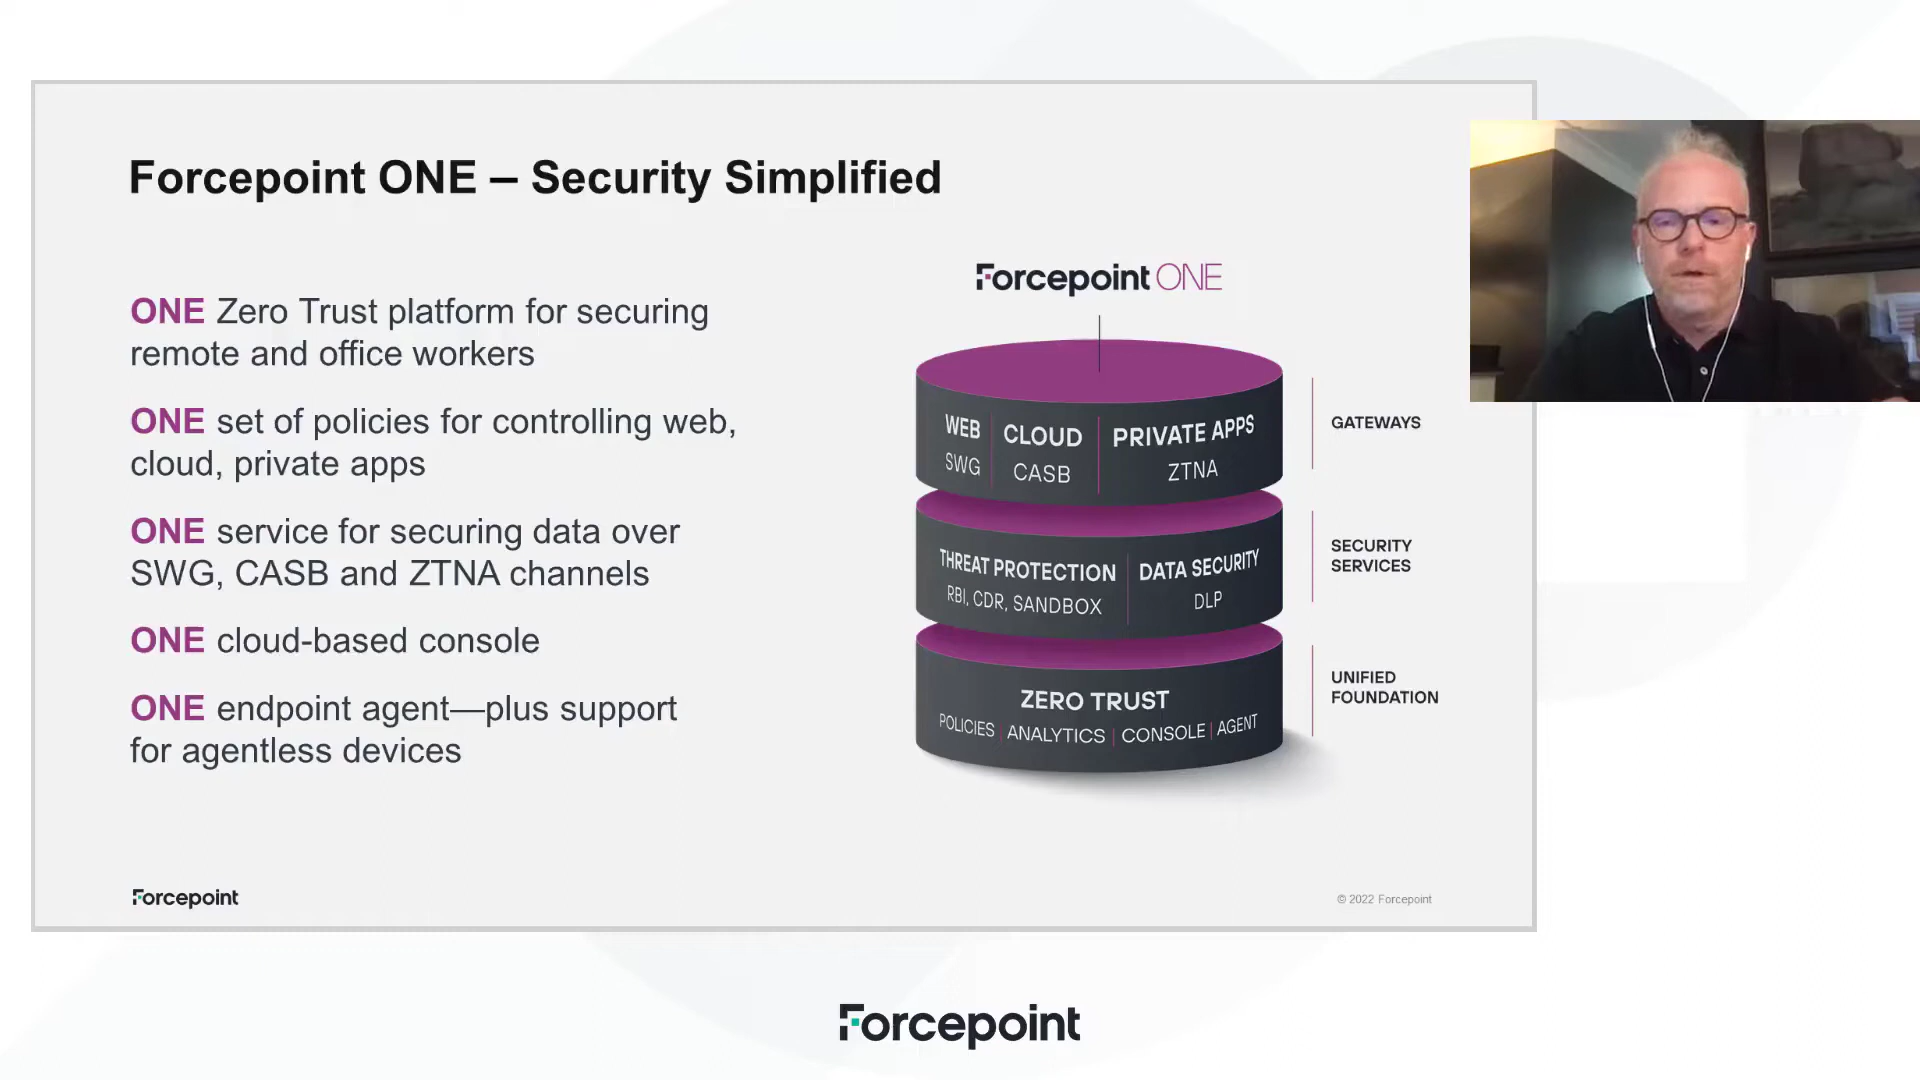 Forcepoint ONE – Security Simplified
ONE Zero Trust platform for securing
remote and office workers
ONE set of policies for controlling web,
cloud, private apps
ONE service for securing data over
SWG, CASB and ZTNA channels
ONE cloud-based console
ONE endpoint agent—plus support
for agentless devices
Forcepoint ONE
WEB
SWG
CLOUD
CASB
PRIVATE APPS
ZTNA
GATEWAYS
THREAT PROTECTION
RBI, CDR, SANDBOX
DATA SECURITY
DLP
SECURITY
SERVICES
ZERO TRUST
POLICIES | ANALYTICS | CONSOLE | AGENT
UNIFIED
FOUNDATION
Forcepoint
© 2022 Forcepoint
Forcepoint